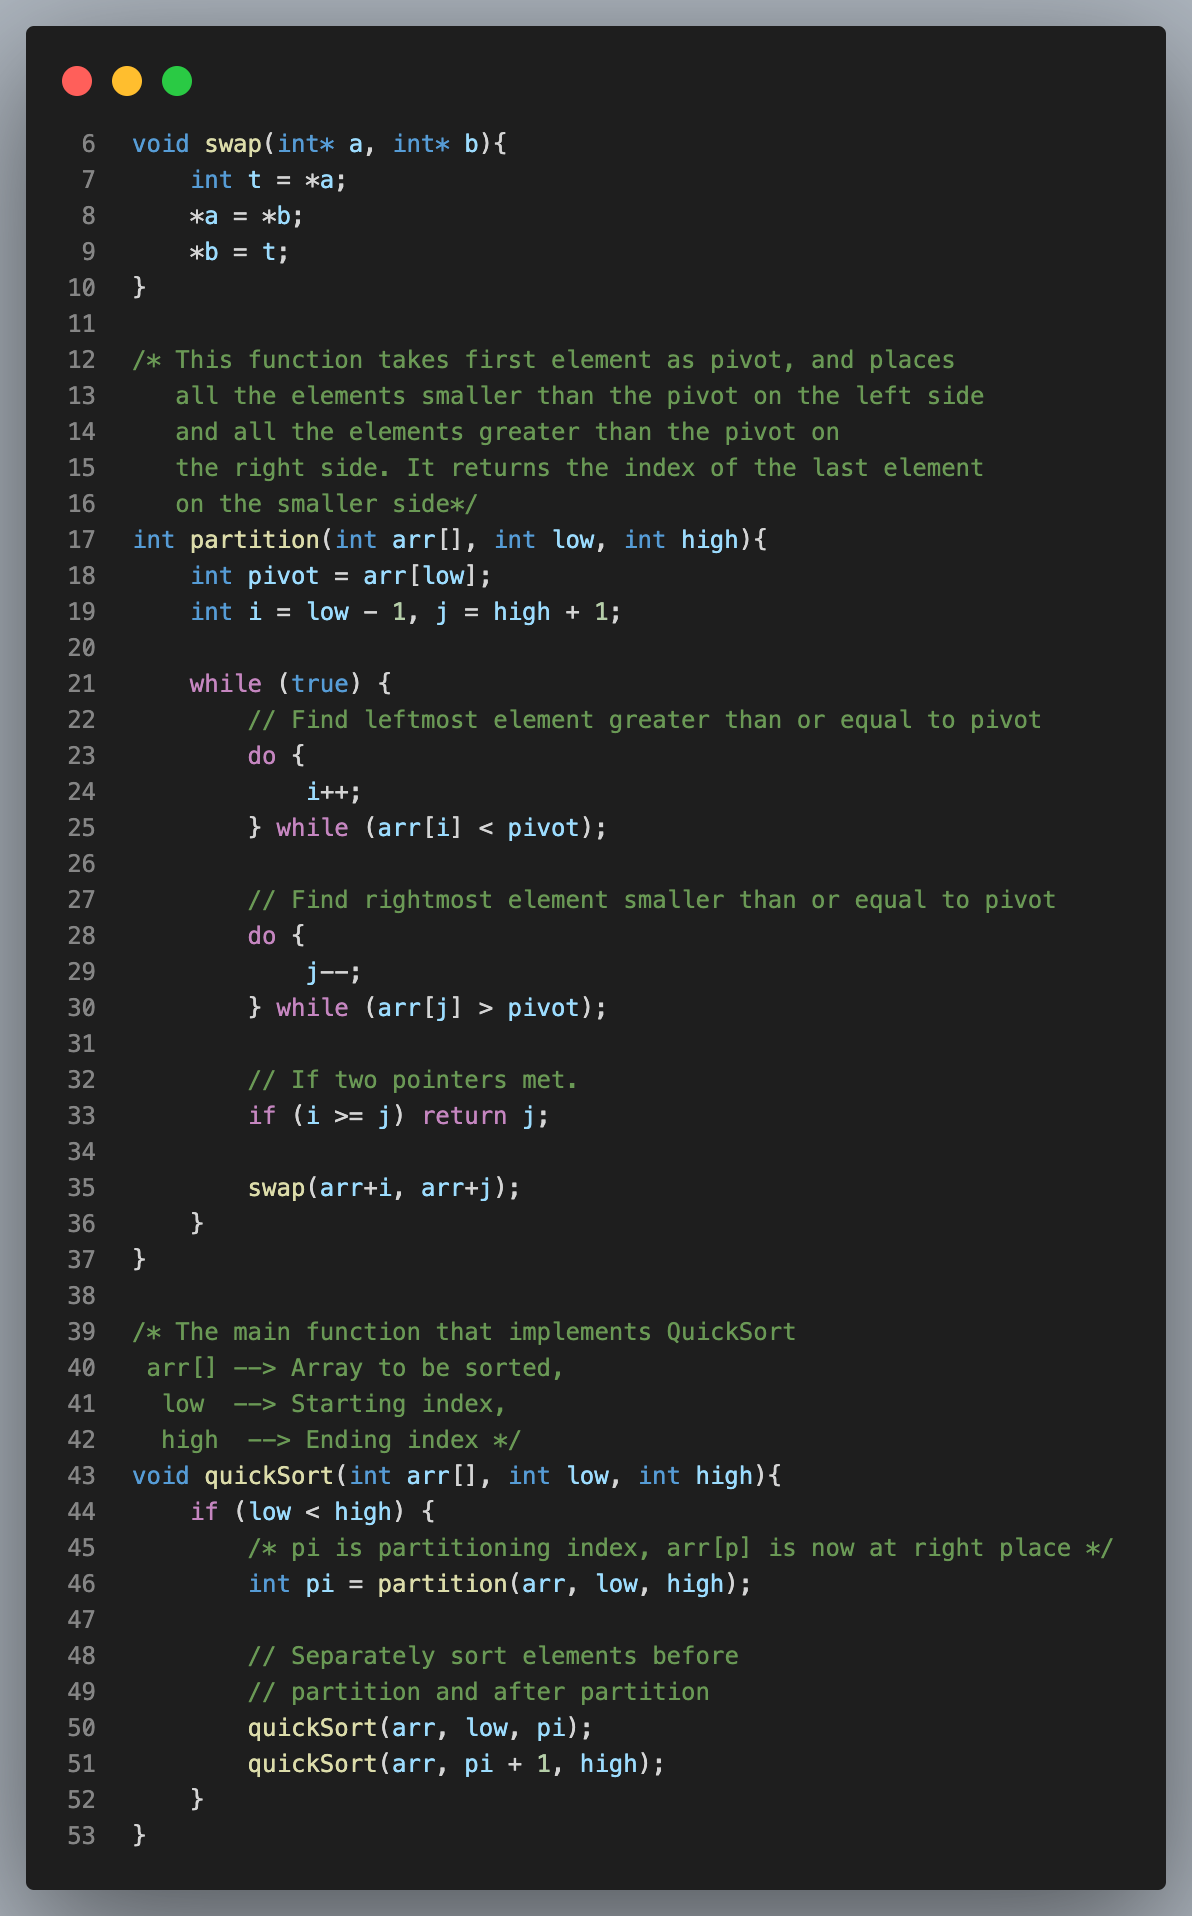 6 void swap(int* a, int* b){
7     int t = *a;
8     *a = *b;
9     *b = t;
10 }
11
12 /* This function takes first element as pivot, and places
13    all the elements smaller than the pivot on the left side
14    and all the elements greater than the pivot on
15    the right side. It returns the index of the last element
16    on the smaller side*/
17 int partition(int arr[], int low, int high){
18     int pivot = arr[low];
19     int i = low - 1, j = high + 1;
20
21     while (true) {
22         // Find leftmost element greater than or equal to pivot
23         do {
24             i++;
25         } while (arr[i] < pivot);
26
27         // Find rightmost element smaller than or equal to pivot
28         do {
29             j--;
30         } while (arr[j] > pivot);
31
32         // If two pointers met.
33         if (i >= j) return j;
34
35         swap(arr+i, arr+j);
36     }
37 }
38
39 /* The main function that implements QuickSort
40  arr[] --> Array to be sorted,
41   low  --> Starting index,
42   high  --> Ending index */
43 void quickSort(int arr[], int low, int high){
44     if (low < high) {
45         /* pi is partitioning index, arr[p] is now at right place */
46         int pi = partition(arr, low, high);
47
48         // Separately sort elements before
49         // partition and after partition
50         quickSort(arr, low, pi);
51         quickSort(arr, pi + 1, high);
52     }
53 }